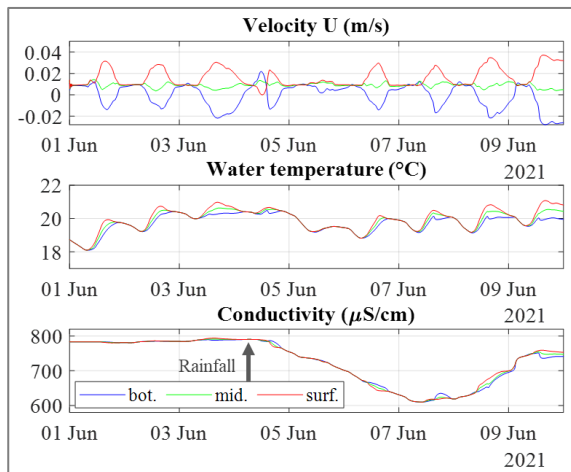 Velocity U (m/s)
0.04
0.02
0
-0.02
01 Jun 03 Jun 05 Jun 07 Jun 09 Jun
2021
Water temperature (°C)
22
20
18
01 Jun 03 Jun 05 Jun 07 Jun 09 Jun
2021
Conductivity (μS/cm)
800
700
600
Rainfall
bot. mid. surf.
01 Jun 03 Jun 05 Jun 07 Jun 09 Jun
2021